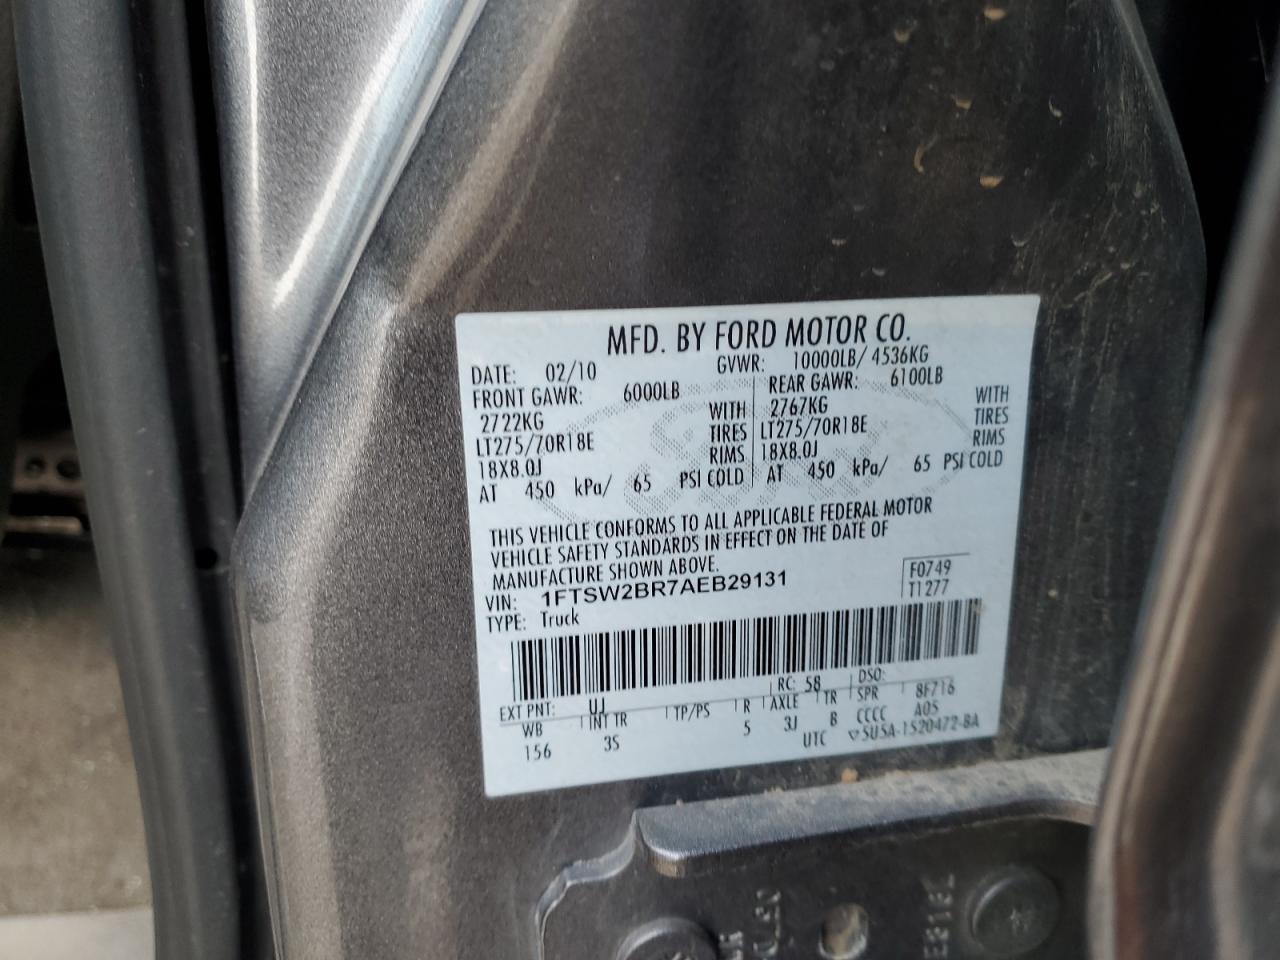 MFD. BY FORD MOTOR CO.
DATE: 02/10 GVWR: 10000LB/ 4536KG
FRONT GAWR: 6000LB REAR GAWR: 6100LB
2722KG WITH 2767KG WITH
LT275/70R18E TIRES LT275/70R18E TIRES
18X8.0J RIMS 18X8.0J RIMS
AT 450 kPa/ 65 PSI COLD AT 450 kPa/ 65 PSI COLD
THIS VEHICLE CONFORMS TO ALL APPLICABLE FEDERAL MOTOR
VEHICLE SAFETY STANDARDS IN EFFECT ON THE DATE OF
MANUFACTURE SHOWN ABOVE.
VIN: 1FTSW2BR7AEB29131 F0749
TYPE: Truck T1277
EXT PNT: UJ RC: 58 DSO:
WB INT TR TP/PS R AXLE TR SPR 8F716
156 3S 5 3J B CCCC A05
UTC ▽5U5A-1520472-BA